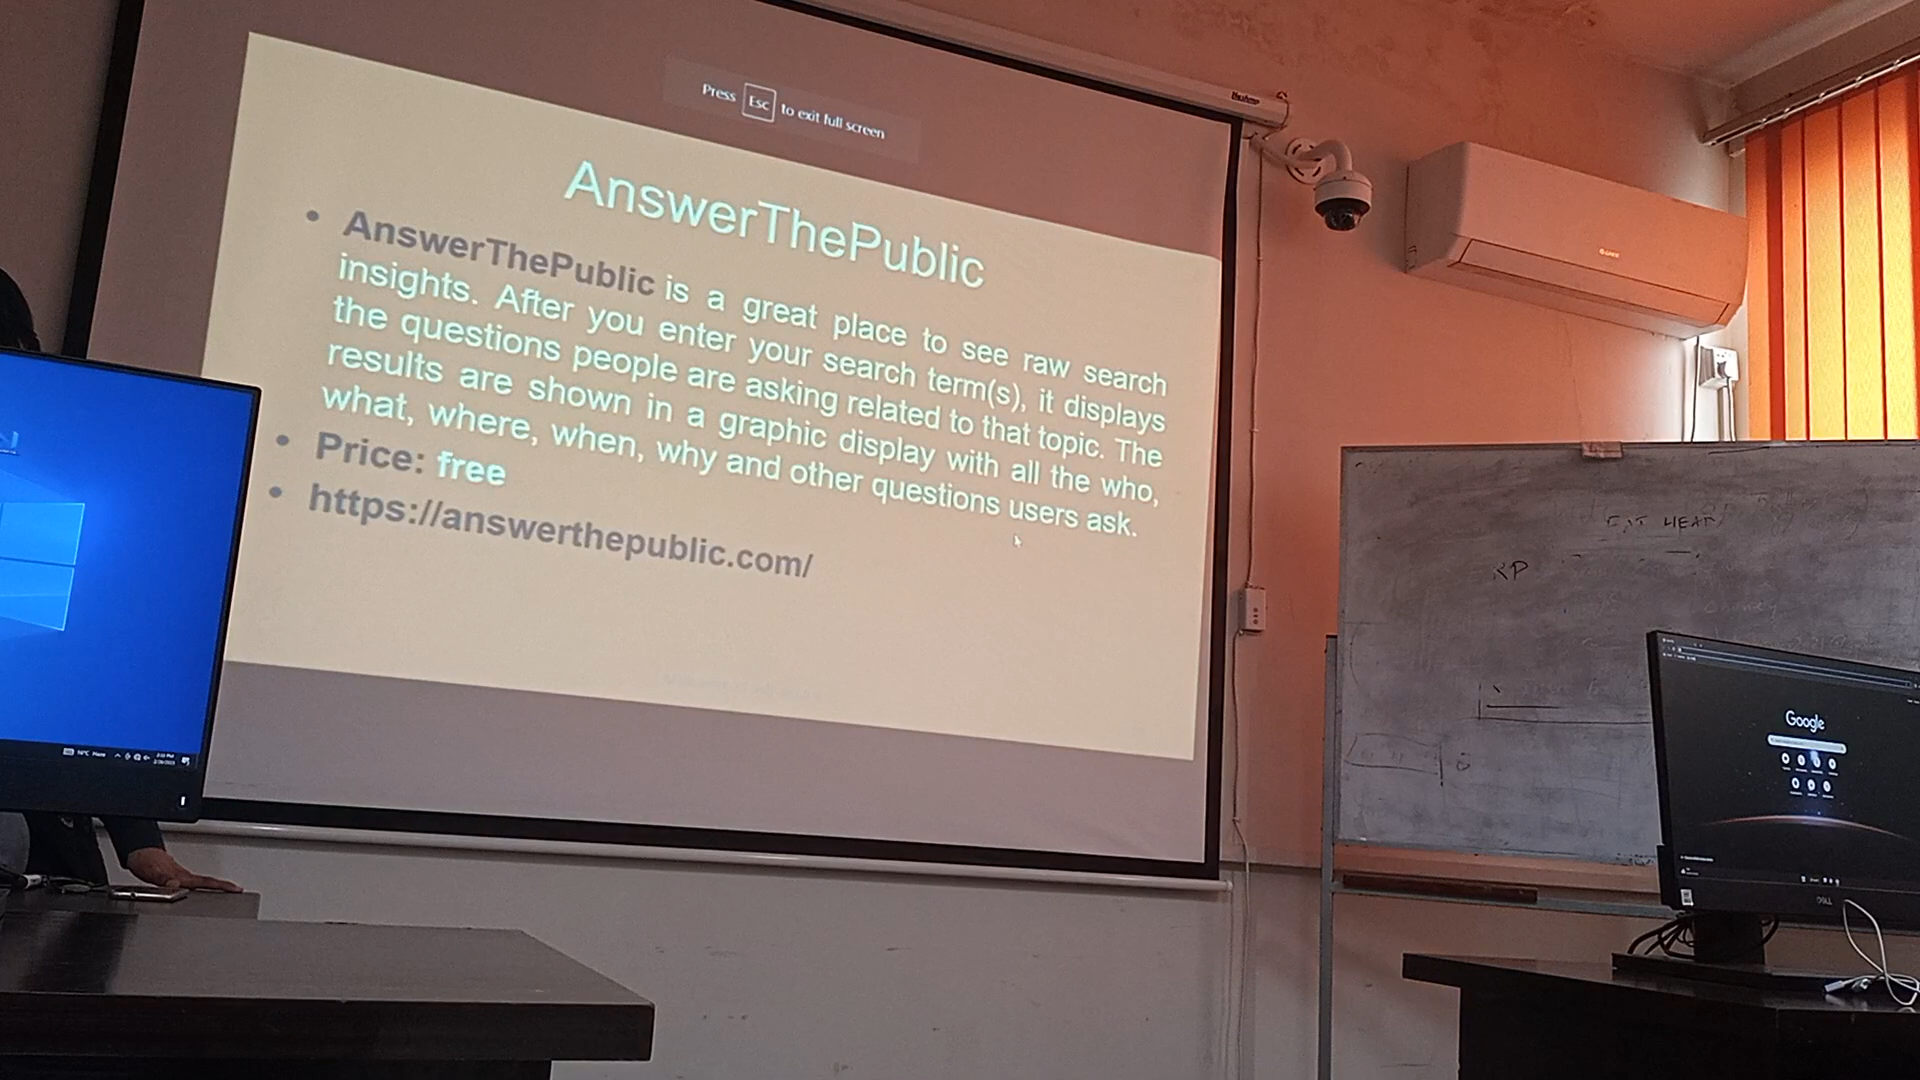 Press Esc to exit full screen
AnswerThePublic
• AnswerThePublic is a great place to see raw search
insights. After you enter your search term(s), it displays
the questions people are asking related to that topic. The
results are shown in a graphic display with all the who,
what, where, when, why and other questions users ask.
• Price: free
• https://answerthepublic.com/
RP
Google